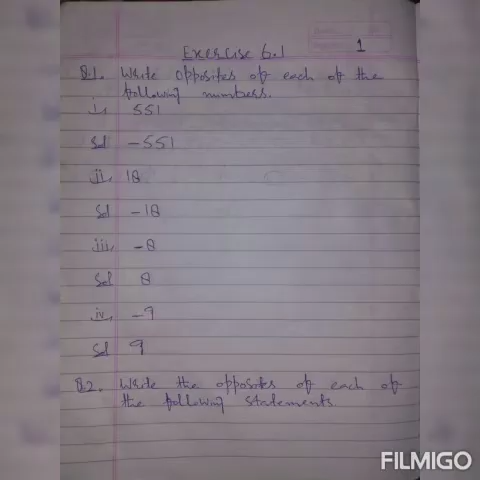 1
Exercise 6.1
Q1. Write opposites of each of the
following numbers.
i, 551
Sol -551
ii, 18
Sol -18
iii, -8
Sol 8
iv, -9
Sol 9
Q2. Write the opposotes of each of
the following statements.
FILMIGO